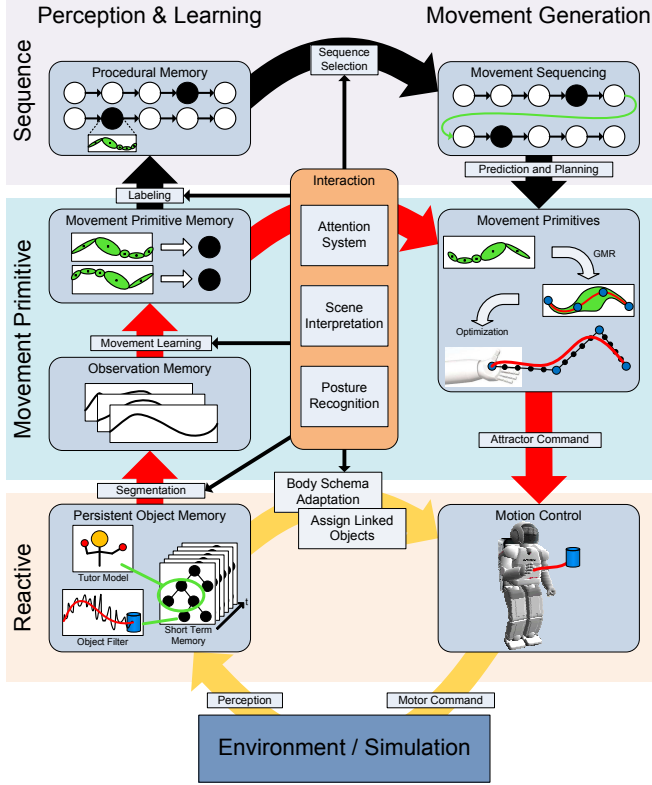 Perception & Learning
Movement Generation
Sequence
Procedural Memory
Sequence
Selection
Movement Sequencing
Prediction and Planning
Labeling
Interaction
Attention
System
Scene
Interpretation
Posture
Recognition
Movement Primitive
Movement Primitive Memory
Movement Learning
Observation Memory
Segmentation
Movement Primitives
GMR
Optimization
Attractor Command
Body Schema
Adaptation
Assign Linked
Objects
Reactive
Persistent Object Memory
Tutor Model
Object Filter
Short Term
Memory
t
Motion Control
Perception
Motor Command
Environment / Simulation